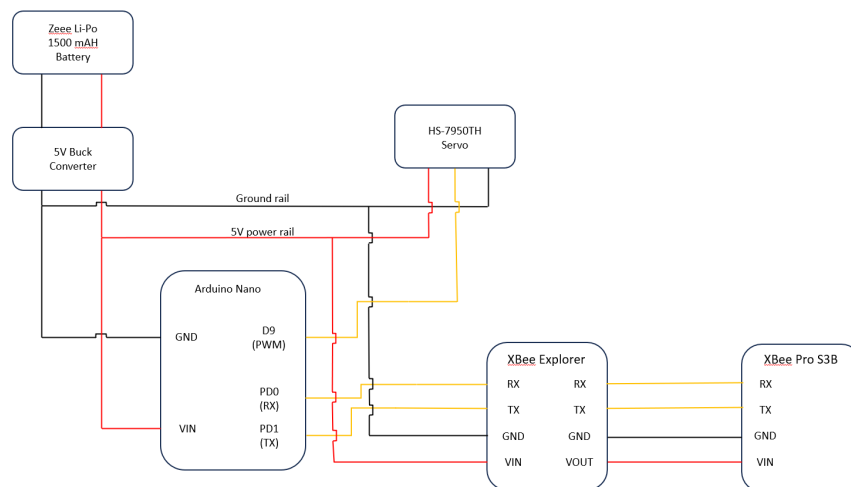 Zeee Li-Po
1500 mAH
Battery
5V Buck
Converter
HS-7950TH
Servo
Ground rail
5V power rail
Arduino Nano
GND
D9
(PWM)
PD0
(RX)
VIN
PD1
(TX)
XBee Explorer
RX
RX
TX
TX
GND
GND
VIN
VOUT
XBee Pro S3B
RX
TX
GND
VIN